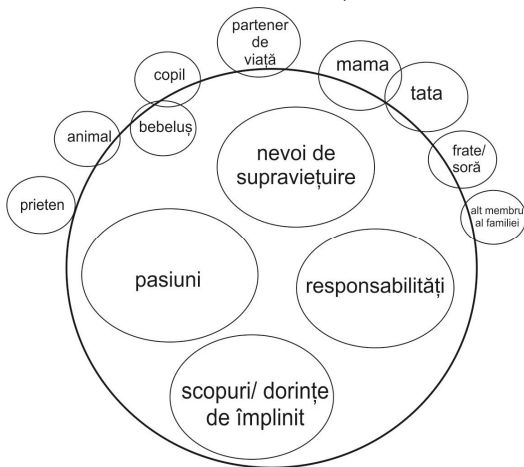 partener
de
viață
copil
mama
tata
bebeluș
animal
frate/
soră
prieten
alt membru
al familiei
nevoi de
supraviețuire
pasiuni
responsabilități
scopuri/ dorințe
de împlinit